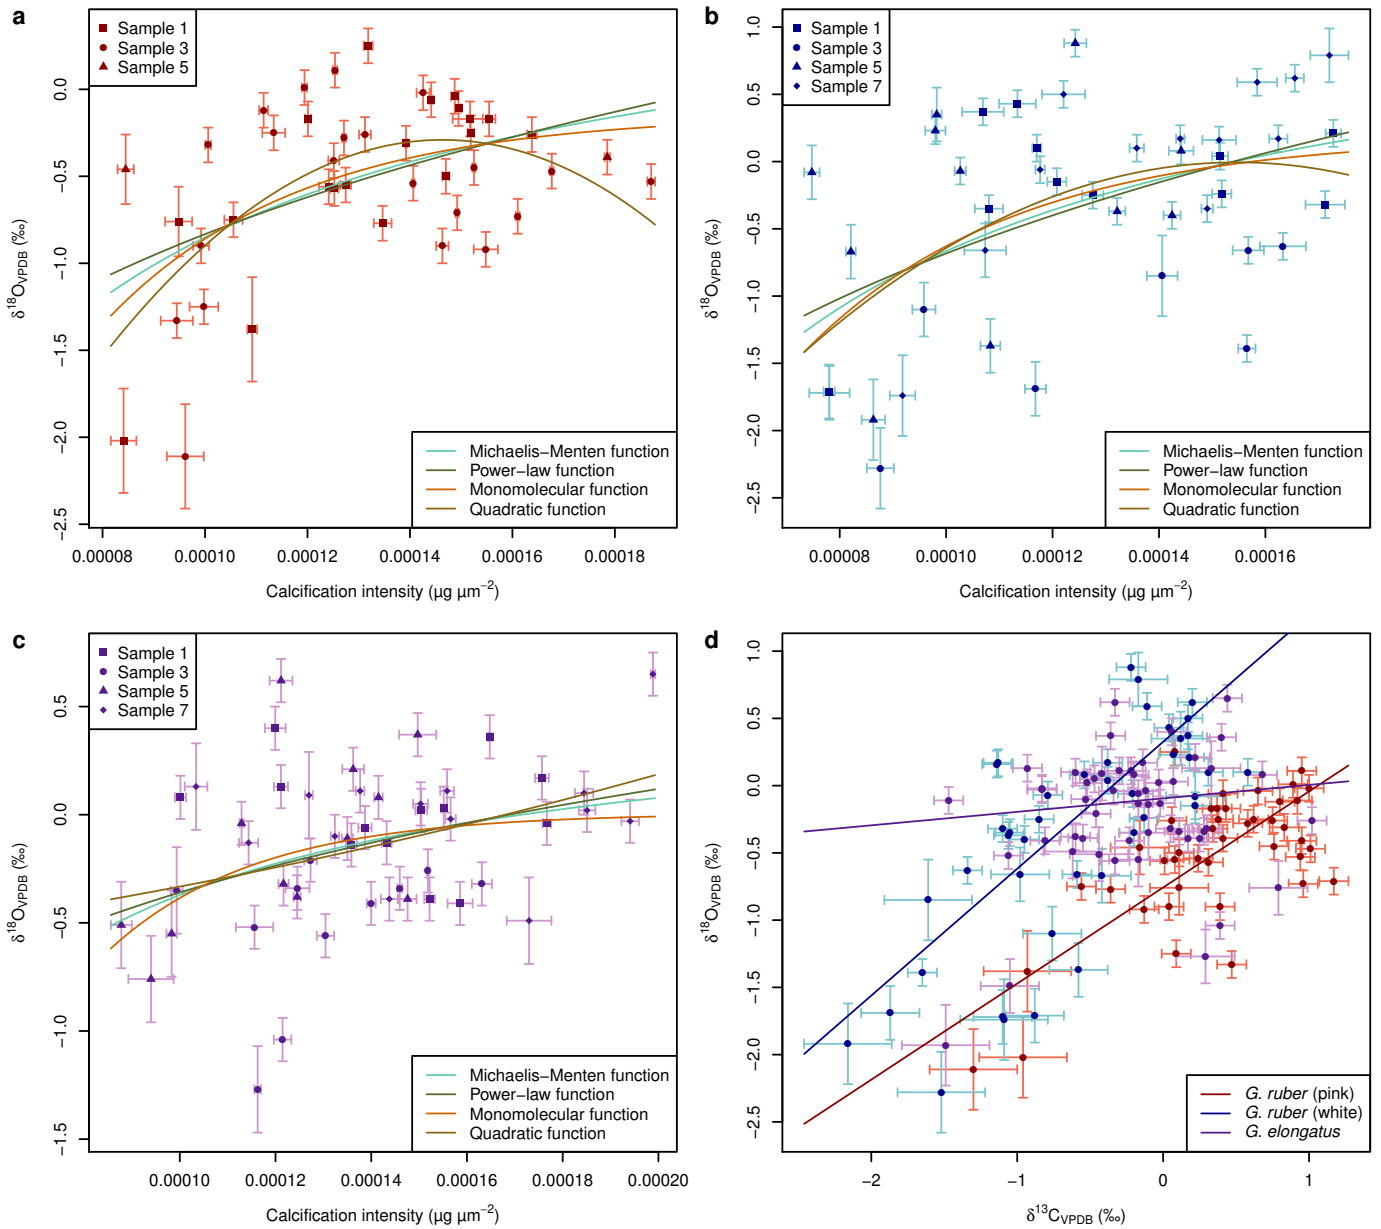 a
Sample 1
Sample 3
Sample 5
0.0
−0.5
−1.0
−1.5
−2.0
−2.5
δ¹⁸O_VPDB (‰)
Michaelis−Menten function
Power−law function
Monomolecular function
Quadratic function
0.00008 0.00010 0.00012 0.00014 0.00016 0.00018
Calcification intensity (µg µm⁻²)
b
Sample 1
Sample 3
Sample 5
Sample 7
1.0
0.5
0.0
−0.5
−1.0
−1.5
−2.0
−2.5
δ¹⁸O_VPDB (‰)
Michaelis−Menten function
Power−law function
Monomolecular function
Quadratic function
0.00008 0.00010 0.00012 0.00014 0.00016
Calcification intensity (µg µm⁻²)
c
Sample 1
Sample 3
Sample 5
Sample 7
0.5
0.0
−0.5
−1.0
−1.5
δ¹⁸O_VPDB (‰)
Michaelis−Menten function
Power−law function
Monomolecular function
Quadratic function
0.00010 0.00012 0.00014 0.00016 0.00018 0.00020
Calcification intensity (µg µm⁻²)
d
1.0
0.5
0.0
−0.5
−1.0
−1.5
−2.0
−2.5
δ¹⁸O_VPDB (‰)
G. ruber (pink)
G. ruber (white)
G. elongatus
−2 −1 0 1
δ¹³C_VPDB (‰)